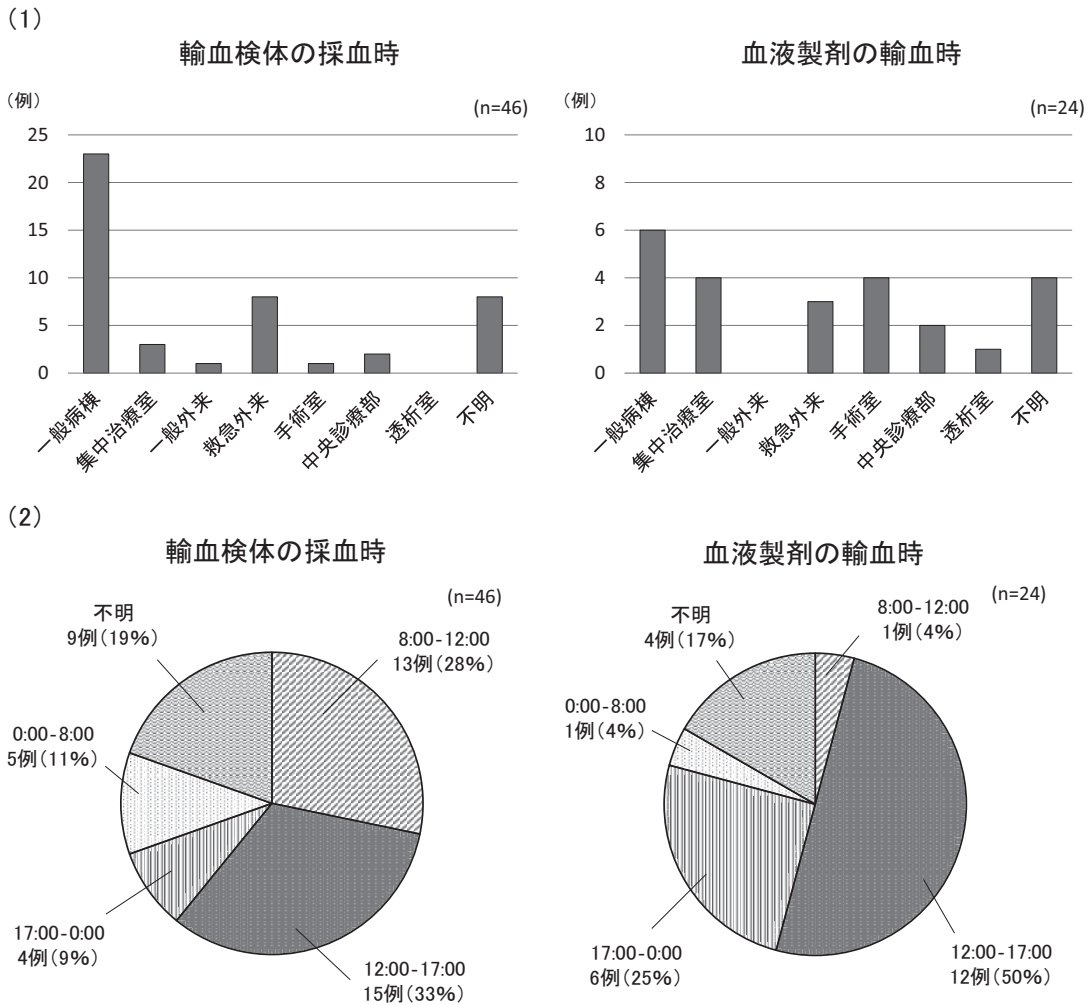 (1)
輸血検体の採血時
(例)
(n=46)
25
20
15
10
5
0
一般病棟
集中治療室
一般外来
救急外来
手術室
中央診療部
透析室
不明
血液製剤の輸血時
(例)
(n=24)
10
8
6
4
2
0
一般病棟
集中治療室
一般外来
救急外来
手術室
中央診療部
透析室
不明
(2)
輸血検体の採血時
(n=46)
不明
9例(19%)
8:00-12:00
13例(28%)
0:00-8:00
5例(11%)
17:00-0:00
4例(9%)
12:00-17:00
15例(33%)
血液製剤の輸血時
(n=24)
8:00-12:00
1例(4%)
不明
4例(17%)
0:00-8:00
1例(4%)
17:00-0:00
6例(25%)
12:00-17:00
12例(50%)